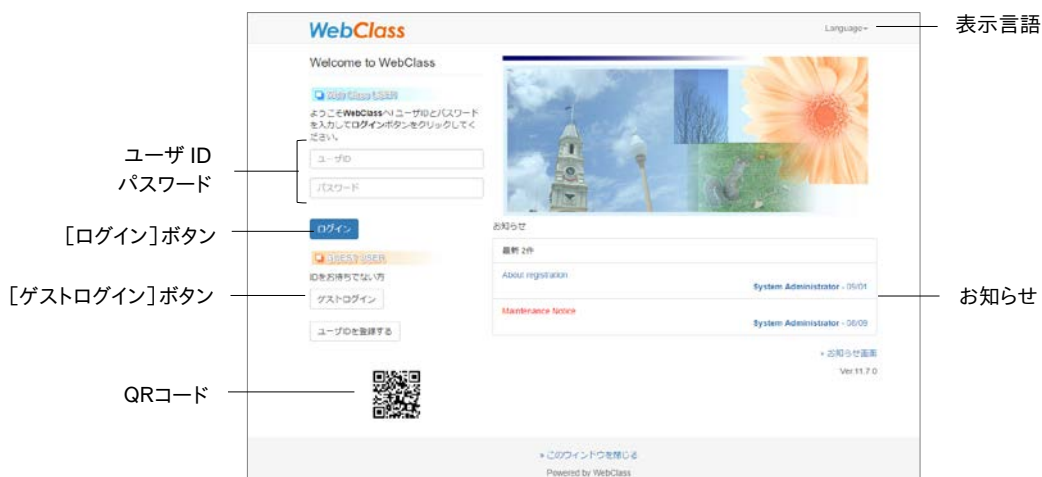 WebClass
Language
表示言語
Welcome to WebClass
Web Class USER
ようこそWebClassへ! ユーザIDとパスワード
を入力してログインボタンをクリックしてく
ださい。
ユーザ ID
パスワード
ユーザID
パスワード
[ログイン]ボタン
ログイン
お知らせ
最新 2件
GUEST USER
IDをお持ちでない方
About registration
System Administrator - 09/01
[ゲストログイン]ボタン
ゲストログイン
お知らせ
Maintenance Notice
System Administrator - 08/09
ユーザIDを登録する
» お知らせ画面
Ver.11.7.0
QRコード
» このウィンドウを閉じる
Powered by WebClass